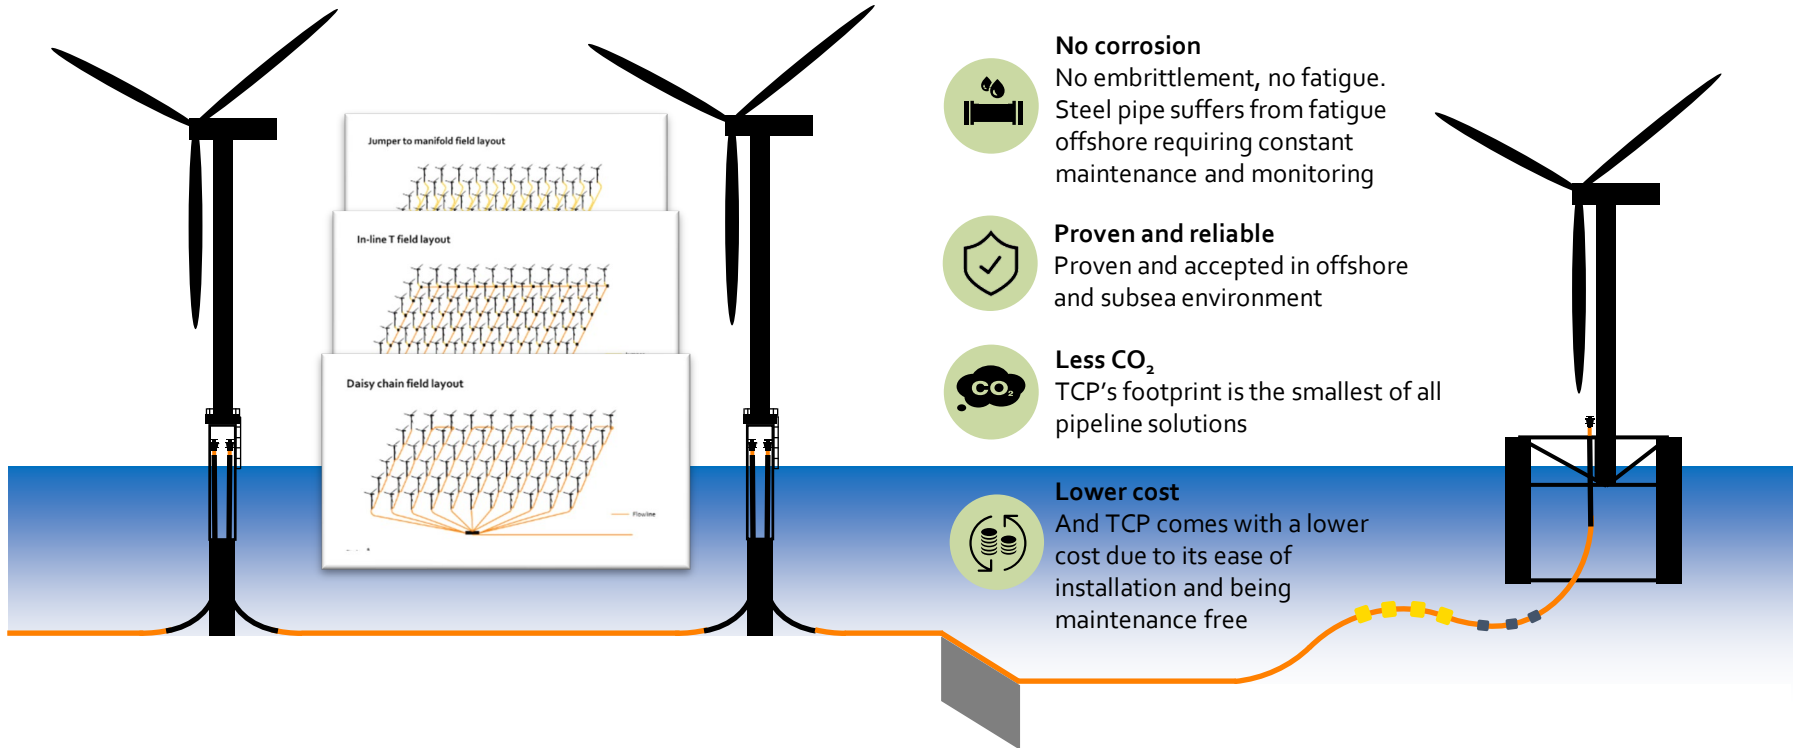 Jumper to manifold field layout
In-line T field layout
Daisy chain field layout
Flowline
No corrosion
No embrittlement, no fatigue.
Steel pipe suffers from fatigue
offshore requiring constant
maintenance and monitoring
Proven and reliable
Proven and accepted in offshore
and subsea environment
CO₂
Less CO₂
TCP's footprint is the smallest of all
pipeline solutions
Lower cost
And TCP comes with a lower
cost due to its ease of
installation and being
maintenance free